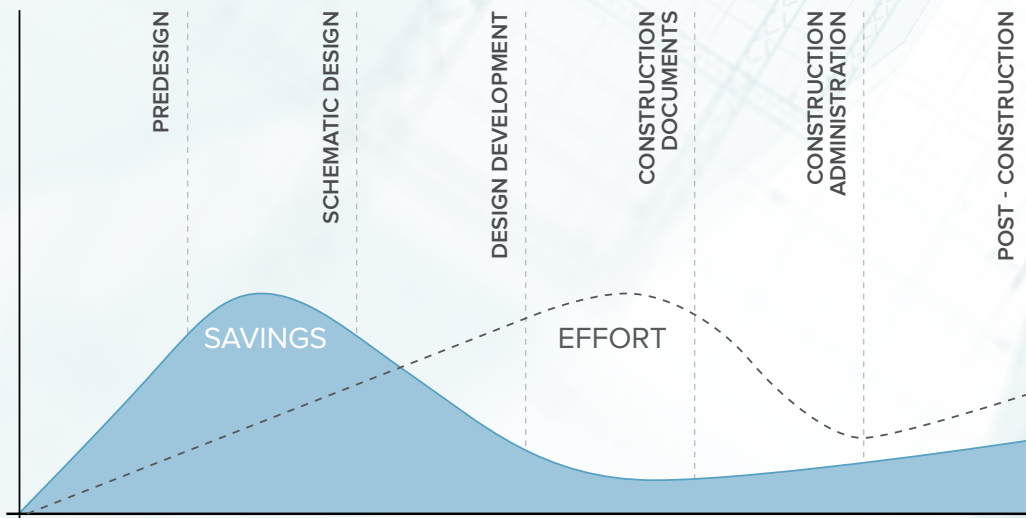 PREDESIGN
SCHEMATIC DESIGN
DESIGN DEVELOPMENT
CONSTRUCTION
DOCUMENTS
CONSTRUCTION
ADMINISTRATION
POST - CONSTRUCTION
SAVINGS
EFFORT